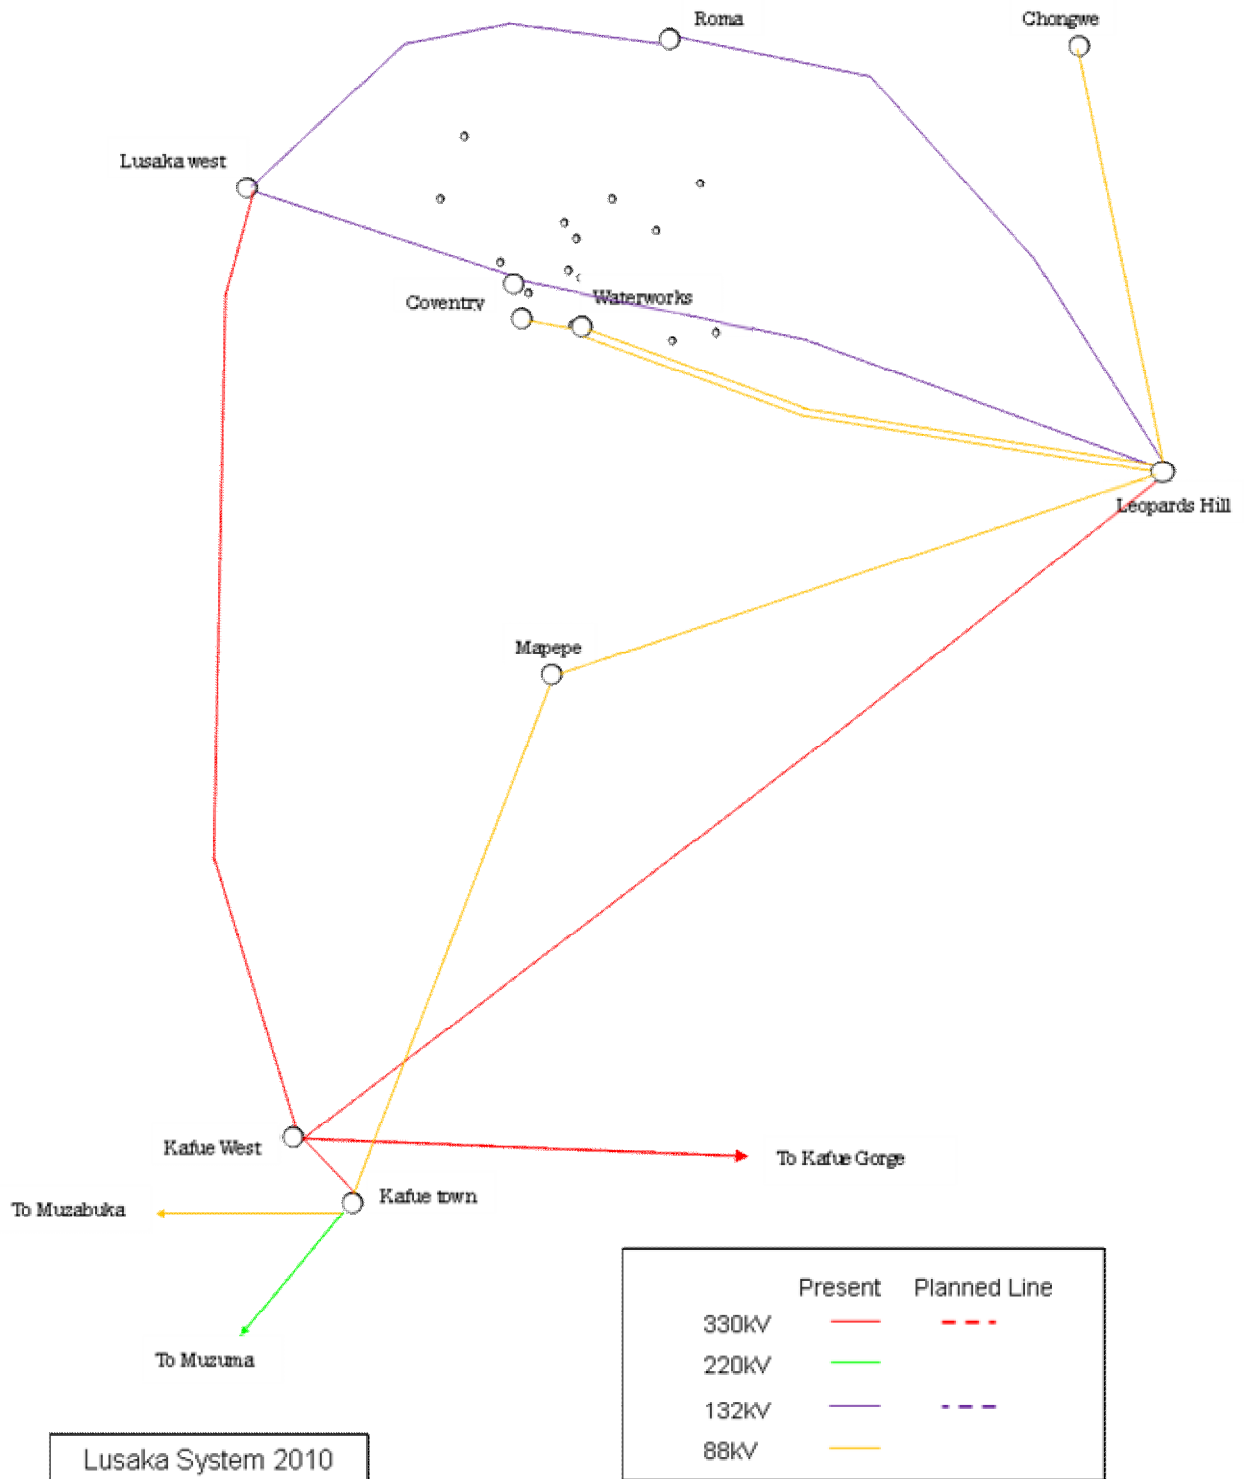 Roma
Chongwe
Lusaka west
Coventry
Waterworks
Leopards Hill
Mapepe
Kafue West
To Kafue Gorge
Kafue town
To Muzabuka
To Muzuma
Present Planned Line
330kV
220kV
132kV
88kV
Lusaka System 2010